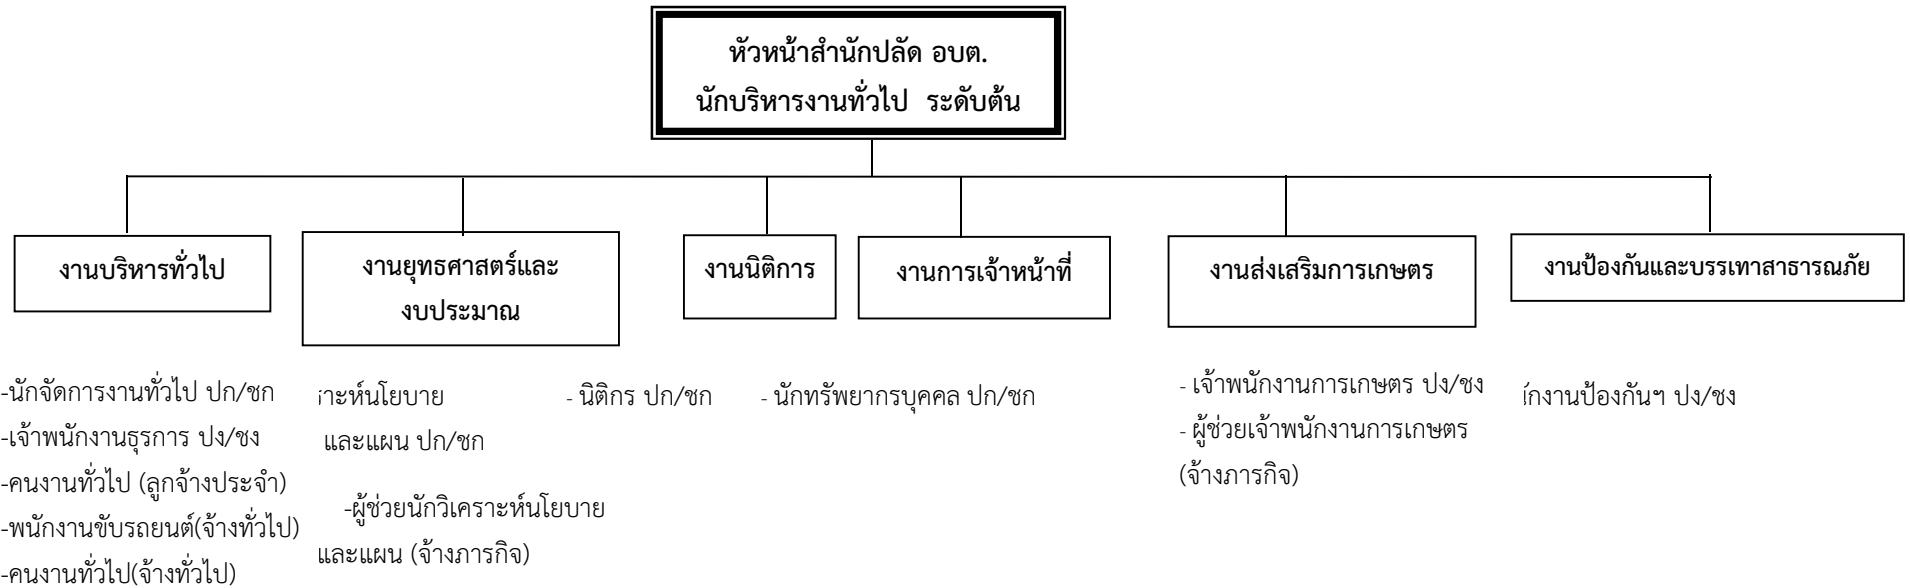 หัวหน้าสำนักปลัด อบต.
นักบริหารงานทั่วไป ระดับต้น
งานบริหารทั่วไป
งานยุทธศาสตร์และ
งบประมาณ
งานนิติการ
งานการเจ้าหน้าที่
งานส่งเสริมการเกษตร
งานป้องกันและบรรเทาสาธารณภัย
-นักจัดการงานทั่วไป ปก/ชก
-เจ้าพนักงานธุรการ ปง/ชง
-คนงานทั่วไป (ลูกจ้างประจำ)
-พนักงานขับรถยนต์(จ้างทั่วไป)
-คนงานทั่วไป(จ้างทั่วไป)
ราะห์นโยบาย
และแผน ปก/ชก
-ผู้ช่วยนักวิเคราะห์นโยบาย
และแผน (จ้างภารกิจ)
- นิติกร ปก/ชก
- นักทรัพยากรบุคคล ปก/ชก
- เจ้าพนักงานการเกษตร ปง/ชง
- ผู้ช่วยเจ้าพนักงานการเกษตร
(จ้างภารกิจ)
ักงานป้องกันฯ ปง/ชง